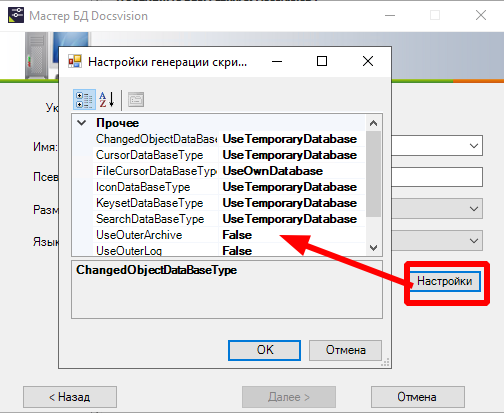 Мастер БД Docsvision
Настройки генерации скри...
Ук
Прочее
ChangedObjectDataBase UseTemporaryDatabase
CursorDataBaseType UseTemporaryDatabase
FileCursorDataBaseType UseOwnDatabase
IconDataBaseType UseTemporaryDatabase
KeysetDataBaseType UseTemporaryDatabase
SearchDataBaseType UseTemporaryDatabase
UseOuterArchive False
UseOuterLog False
Имя:
Псев
Разм
Язык
ChangedObjectDataBaseType
Настройки
OK
Отмена
< Назад
Далее >
Отмена